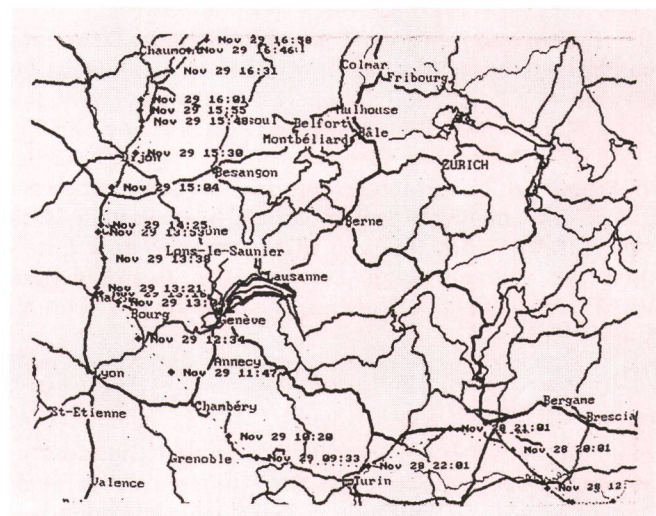 Nov 29 16:58
Chaumont Nov 29 16:46
Nov 29 16:31
Colmar
Fribourg
Nov 29 16:01
Nov 29 15:55
Nov 29 15:48
Mulhouse
Belfort
Bâle
Montbéliard
Dijon Nov 29 15:30
ZURICH
Besançon
Nov 29 15:04
Nov 29 14:25
Nov 29
Berne
Nov 29 13:38
Lons-le-Saunier
Lausanne
Nov 29 13:21
Nov 29
Bourg
Genève
Nov 29 12:34
Annecy
Lyon
Nov 29 11:47
St-Etienne
Chambéry
Bergame
Brescia
Nov 28 21:01
Nov 29 10:20
Nov 28 20:01
Grenoble
Nov 29 09:33
Nov 28 22:01
Turin
Valence
Nov 28 12